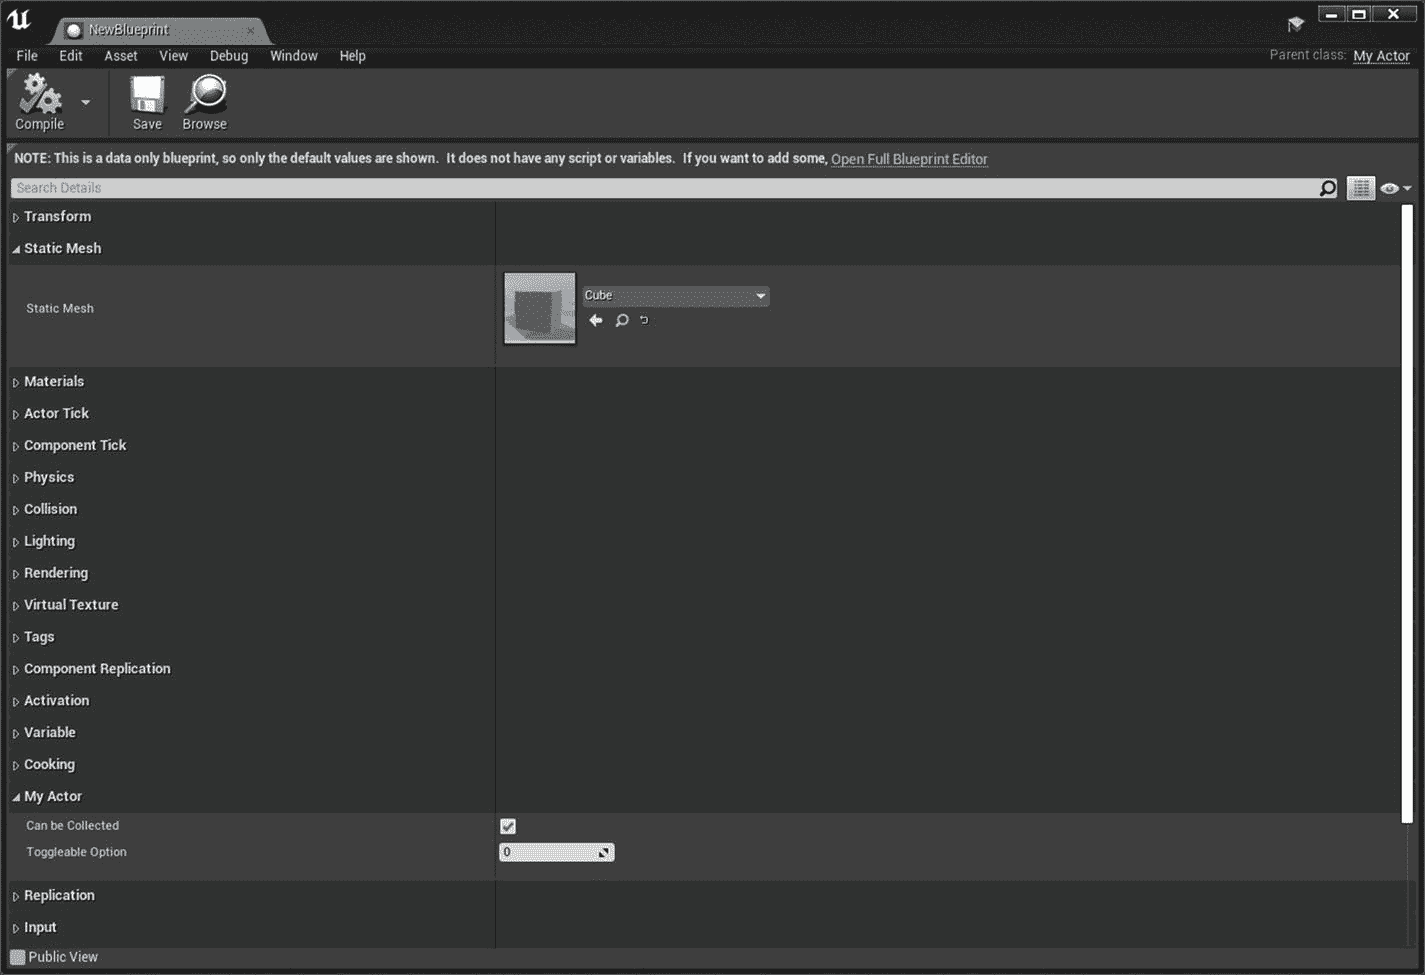 NewBlueprint
File Edit Asset View Debug Window Help
Parent class: My Actor
Compile Save Browse
NOTE: This is a data only blueprint, so only the default values are shown. It does not have any script or variables. If you want to add some, Open Full Blueprint Editor
Search Details
Transform
Static Mesh
Static Mesh
Cube
Materials
Actor Tick
Component Tick
Physics
Collision
Lighting
Rendering
Virtual Texture
Tags
Component Replication
Activation
Variable
Cooking
My Actor
Can be Collected
Toggleable Option 0
Replication
Input
Public View